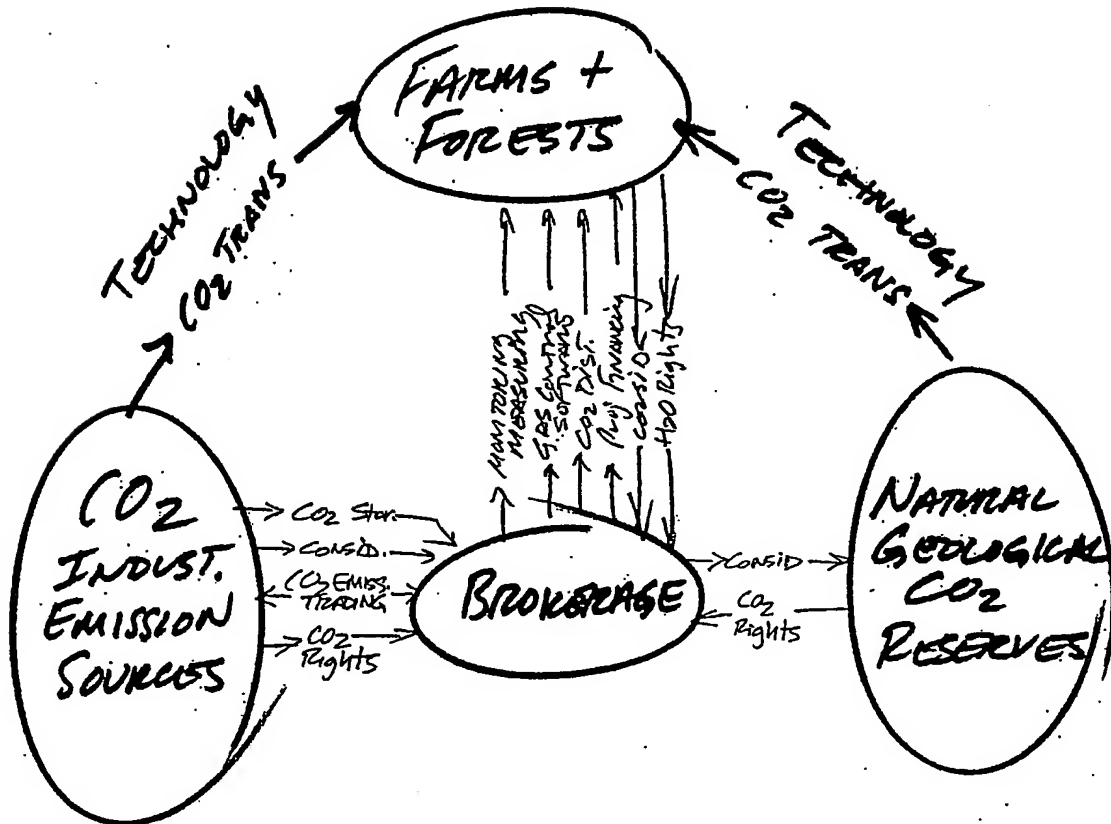 FARMS +
FORESTS
TECHNOLOGY
CO2 TRANS
TECHNOLOGY
CO2 TRANS
MONITORING
MEASURING
GAS CONTROL
SOFTWARE
CO2 DIST.
Proj FINANCING
CONSID
H2O Rights
CO2
INDUST.
EMISSION
SOURCES
CO2 Stor.
CONSID.
CO2 EMISS.
TRADING
CO2
Rights
BROKERAGE
CONSID
CO2
Rights
NATURAL
GEOLOGICAL
CO2
RESERVES